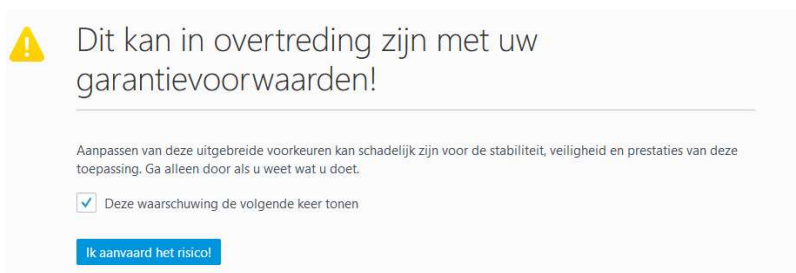 Dit kan in overtreding zijn met uw
garantievoorwaarden!
Aanpassen van deze uitgebreide voorkeuren kan schadelijk zijn voor de stabiliteit, veiligheid en prestaties van deze
toepassing. Ga alleen door als u weet wat u doet.
Deze waarschuwing de volgende keer tonen
Ik aanvaard het risico!